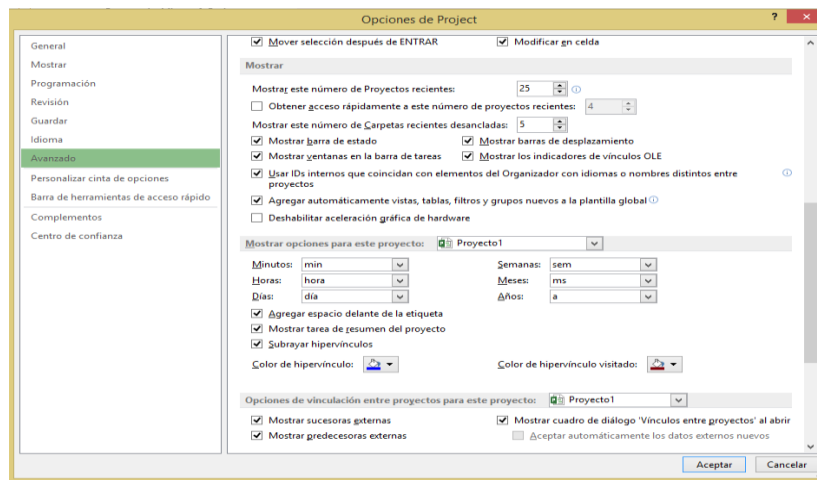 Opciones de Project ? ×
General
Mostrar
Programación
Revisión
Guardar
Idioma
Avanzado
Personalizar cinta de opciones
Barra de herramientas de acceso rápido
Complementos
Centro de confianza
Mover selección después de ENTRAR Modificar en celda
Mostrar
Mostrar este número de Proyectos recientes: 25
Obtener acceso rápidamente a este número de proyectos recientes: 4
Mostrar este número de Carpetas recientes desancladas: 5
Mostrar barra de estado Mostrar barras de desplazamiento
Mostrar ventanas en la barra de tareas Mostrar los indicadores de vínculos OLE
Usar IDs internos que coincidan con elementos del Organizador con idiomas o nombres distintos entre
proyectos
Agregar automáticamente vistas, tablas, filtros y grupos nuevos a la plantilla global
Deshabilitar aceleración gráfica de hardware
Mostrar opciones para este proyecto: Proyecto1
Minutos: min Semanas: sem
Horas: hora Meses: ms
Días: día Años: a
Agregar espacio delante de la etiqueta
Mostrar tarea de resumen del proyecto
Subrayar hipervínculos
Color de hipervínculo: Color de hipervínculo visitado:
Opciones de vinculación entre proyectos para este proyecto: Proyecto1
Mostrar sucesoras externas Mostrar cuadro de diálogo 'Vínculos entre proyectos' al abrir
Mostrar predecesoras externas Aceptar automáticamente los datos externos nuevos
Aceptar Cancelar